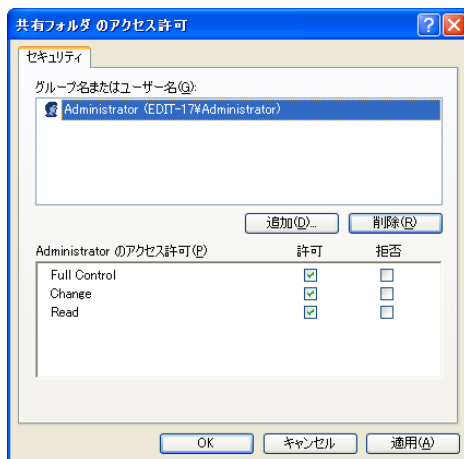 共有フォルダ のアクセス許可
セキュリティ
グループ名またはユーザー名(G):
Administrator (EDIT-17¥Administrator)
追加(D)... 削除(R)
Administrator のアクセス許可(P) 許可 拒否
Full Control
Change
Read
OK キャンセル 適用(A)